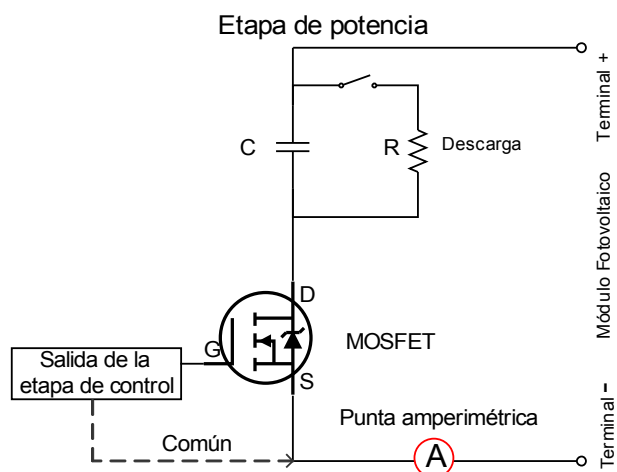 Etapa de potencia
Terminal +
C
R
Descarga
Módulo Fotovoltaico
D
G
MOSFET
S
Salida de la
etapa de control
Punta amperimétrica
Común
A
Terminal -